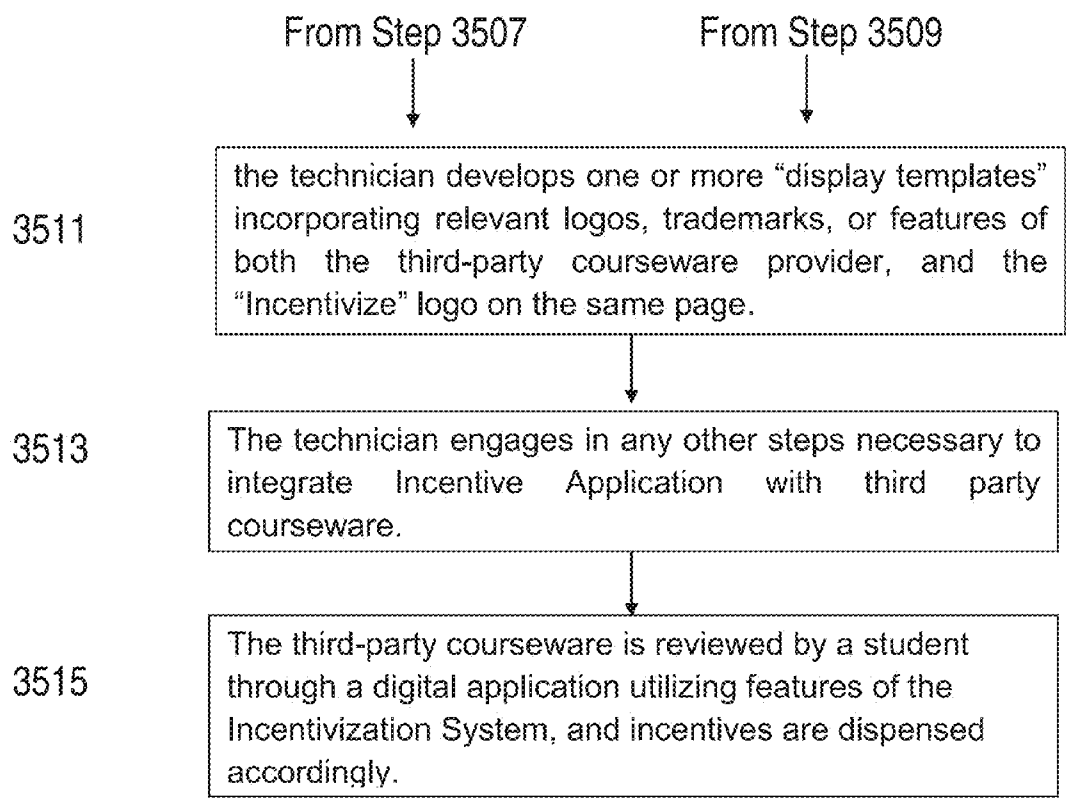 From Step 3507 From Step 3509
3511
the technician develops one or more “display templates”
incorporating relevant logos, trademarks, or features of
both the third-party courseware provider, and the
“Incentivize” logo on the same page.
3513
The technician engages in any other steps necessary to
integrate Incentive Application with third party
courseware.
3515
The third-party courseware is reviewed by a student
through a digital application utilizing features of the
Incentivization System, and incentives are dispensed
accordingly.